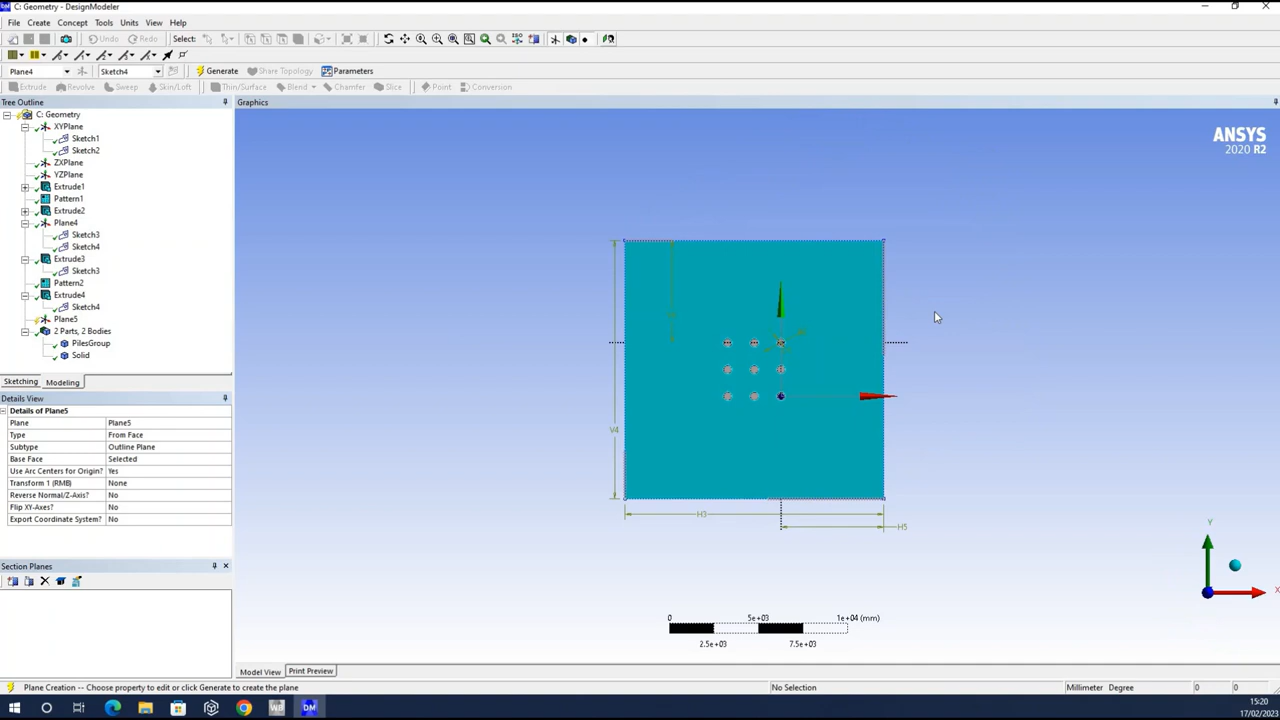 C: Geometry - DesignModeler
File Create Concept Tools Units View Help
Undo Redo Select:
Plane4 Sketch4 Generate Share Topology Parameters
Extrude Revolve Sweep Skin/Loft Thin/Surface Blend Chamfer Slice Point Conversion
Tree Outline
Graphics
C: Geometry
XYPlane
Sketch1
Sketch2
ZXPlane
YZPlane
Extrude1
Pattern1
Extrude2
Plane4
Sketch3
Sketch4
Extrude3
Sketch3
Pattern2
Extrude4
Sketch4
Plane5
2 Parts, 2 Bodies
PilesGroup
Solid
Sketching Modeling
Details View
Details of Plane5
Plane Plane5
Type From Face
Subtype Outline Plane
Base Face Selected
Use Arc Centers for Origin? Yes
Transform 1 (RMB) None
Reverse Normal/Z-Axis? No
Flip XY-Axes? No
Export Coordinate System? No
Section Planes
ANSYS
2020 R2
V4
H3
H5
Y
X
0 5e+03 1e+04 (mm)
2.5e+03 7.5e+03
Model View Print Preview
Plane Creation -- Choose property to edit or click Generate to create the plane
No Selection
Millimeter Degree 0 0
WB DM
15:20
17/02/2023